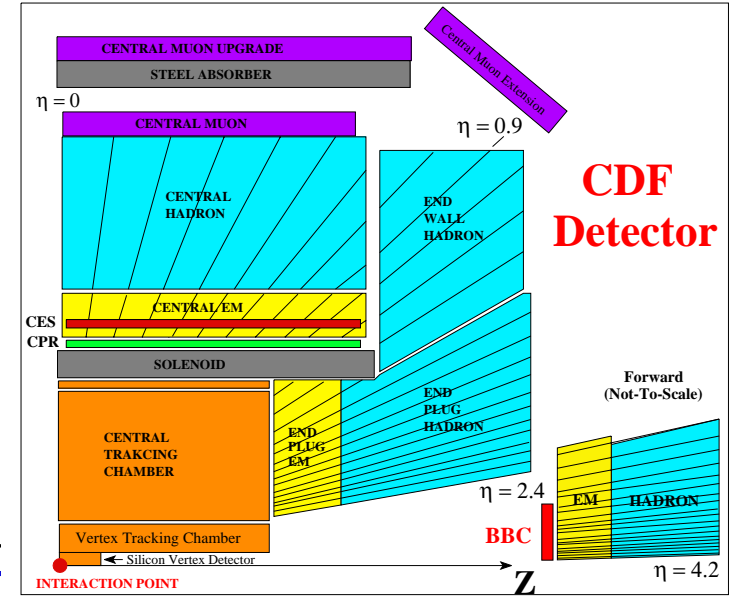 CENTRAL MUON UPGRADE
STEEL ABSORBER
Central Muon Extension
η = 0
CENTRAL MUON
η = 0.9
CENTRAL
HADRON
END
WALL
HADRON
CDF
Detector
CENTRAL EM
CES
CPR
SOLENOID
Forward
(Not-To-Scale)
CENTRAL
TRAKCING
CHAMBER
END
PLUG
EM
END
PLUG
HADRON
η = 2.4
EM
HADRON
BBC
Vertex Tracking Chamber
Silicon Vertex Detector
Z
η = 4.2
INTERACTION POINT